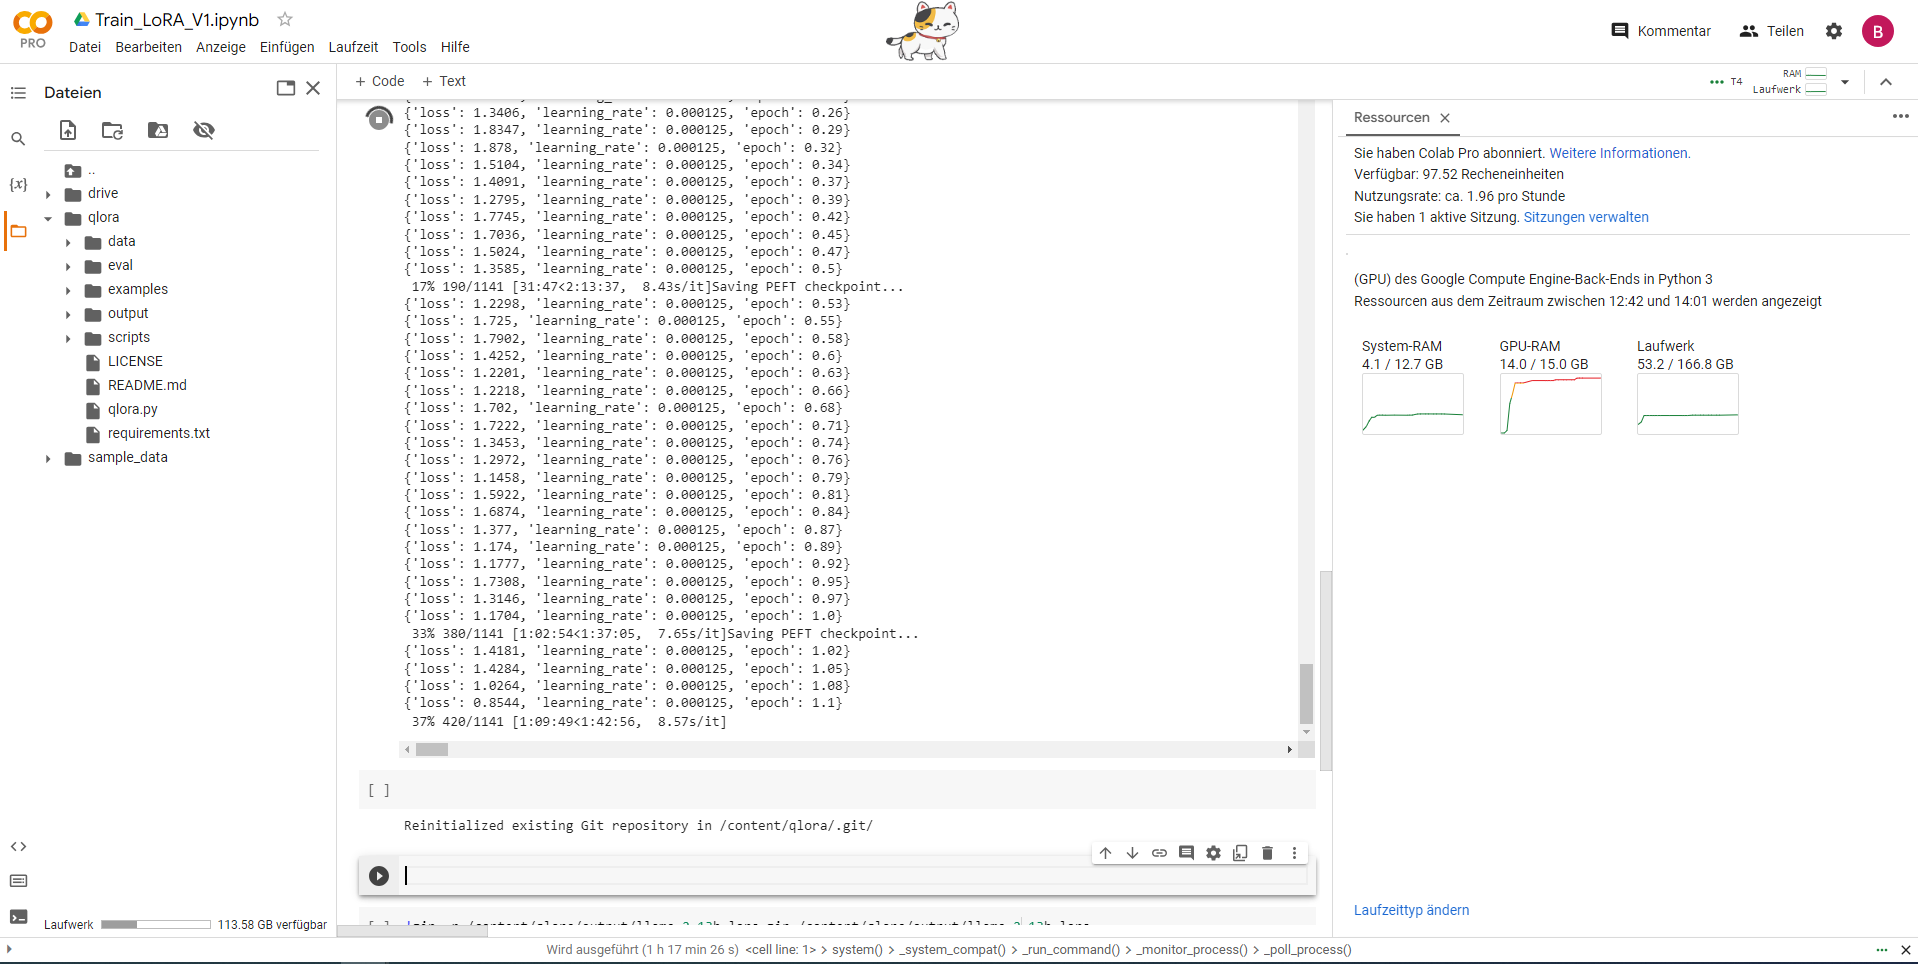 PRO
Train_LoRA_V1.ipynb
Datei Bearbeiten Anzeige Einfügen Laufzeit Tools Hilfe
Kommentar
Teilen
B
Dateien
+ Code + Text
T4
RAM
Laufwerk
..
drive
qlora
data
eval
examples
output
scripts
LICENSE
README.md
qlora.py
requirements.txt
sample_data
{x}
Laufwerk 113.58 GB verfügbar
{'loss': 1.3406, 'learning_rate': 0.000125, 'epoch': 0.26}
{'loss': 1.8347, 'learning_rate': 0.000125, 'epoch': 0.29}
{'loss': 1.878, 'learning_rate': 0.000125, 'epoch': 0.32}
{'loss': 1.5104, 'learning_rate': 0.000125, 'epoch': 0.34}
{'loss': 1.4091, 'learning_rate': 0.000125, 'epoch': 0.37}
{'loss': 1.2795, 'learning_rate': 0.000125, 'epoch': 0.39}
{'loss': 1.7745, 'learning_rate': 0.000125, 'epoch': 0.42}
{'loss': 1.7036, 'learning_rate': 0.000125, 'epoch': 0.45}
{'loss': 1.5024, 'learning_rate': 0.000125, 'epoch': 0.47}
{'loss': 1.3585, 'learning_rate': 0.000125, 'epoch': 0.5}
17% 190/1141 [31:47<2:13:37, 8.43s/it]Saving PEFT checkpoint...
{'loss': 1.2298, 'learning_rate': 0.000125, 'epoch': 0.53}
{'loss': 1.725, 'learning_rate': 0.000125, 'epoch': 0.55}
{'loss': 1.7902, 'learning_rate': 0.000125, 'epoch': 0.58}
{'loss': 1.4252, 'learning_rate': 0.000125, 'epoch': 0.6}
{'loss': 1.2201, 'learning_rate': 0.000125, 'epoch': 0.63}
{'loss': 1.2218, 'learning_rate': 0.000125, 'epoch': 0.66}
{'loss': 1.702, 'learning_rate': 0.000125, 'epoch': 0.68}
{'loss': 1.7222, 'learning_rate': 0.000125, 'epoch': 0.71}
{'loss': 1.3453, 'learning_rate': 0.000125, 'epoch': 0.74}
{'loss': 1.2972, 'learning_rate': 0.000125, 'epoch': 0.76}
{'loss': 1.1458, 'learning_rate': 0.000125, 'epoch': 0.79}
{'loss': 1.5922, 'learning_rate': 0.000125, 'epoch': 0.81}
{'loss': 1.6874, 'learning_rate': 0.000125, 'epoch': 0.84}
{'loss': 1.377, 'learning_rate': 0.000125, 'epoch': 0.87}
{'loss': 1.174, 'learning_rate': 0.000125, 'epoch': 0.89}
{'loss': 1.1777, 'learning_rate': 0.000125, 'epoch': 0.92}
{'loss': 1.7308, 'learning_rate': 0.000125, 'epoch': 0.95}
{'loss': 1.3146, 'learning_rate': 0.000125, 'epoch': 0.97}
{'loss': 1.1704, 'learning_rate': 0.000125, 'epoch': 1.0}
33% 380/1141 [1:02:54<1:37:05, 7.65s/it]Saving PEFT checkpoint...
{'loss': 1.4181, 'learning_rate': 0.000125, 'epoch': 1.02}
{'loss': 1.4284, 'learning_rate': 0.000125, 'epoch': 1.05}
{'loss': 1.0264, 'learning_rate': 0.000125, 'epoch': 1.08}
{'loss': 0.8544, 'learning_rate': 0.000125, 'epoch': 1.1}
37% 420/1141 [1:09:49<1:42:56, 8.57s/it]
[ ]
Reinitialized existing Git repository in /content/qlora/.git/
Ressourcen
Sie haben Colab Pro abonniert. Weitere Informationen.
Verfügbar: 97.52 Recheneinheiten
Nutzungsrate: ca. 1.96 pro Stunde
Sie haben 1 aktive Sitzung. Sitzungen verwalten
(GPU) des Google Compute Engine-Back-Ends in Python 3
Ressourcen aus dem Zeitraum zwischen 12:42 und 14:01 werden angezeigt
System-RAM
4.1 / 12.7 GB
GPU-RAM
14.0 / 15.0 GB
Laufwerk
53.2 / 166.8 GB
Laufzeittyp ändern
Wird ausgeführt (1 h 17 min 26 s) <cell line: 1> > system() > _system_compat() > _run_command() > _monitor_process() > _poll_process()